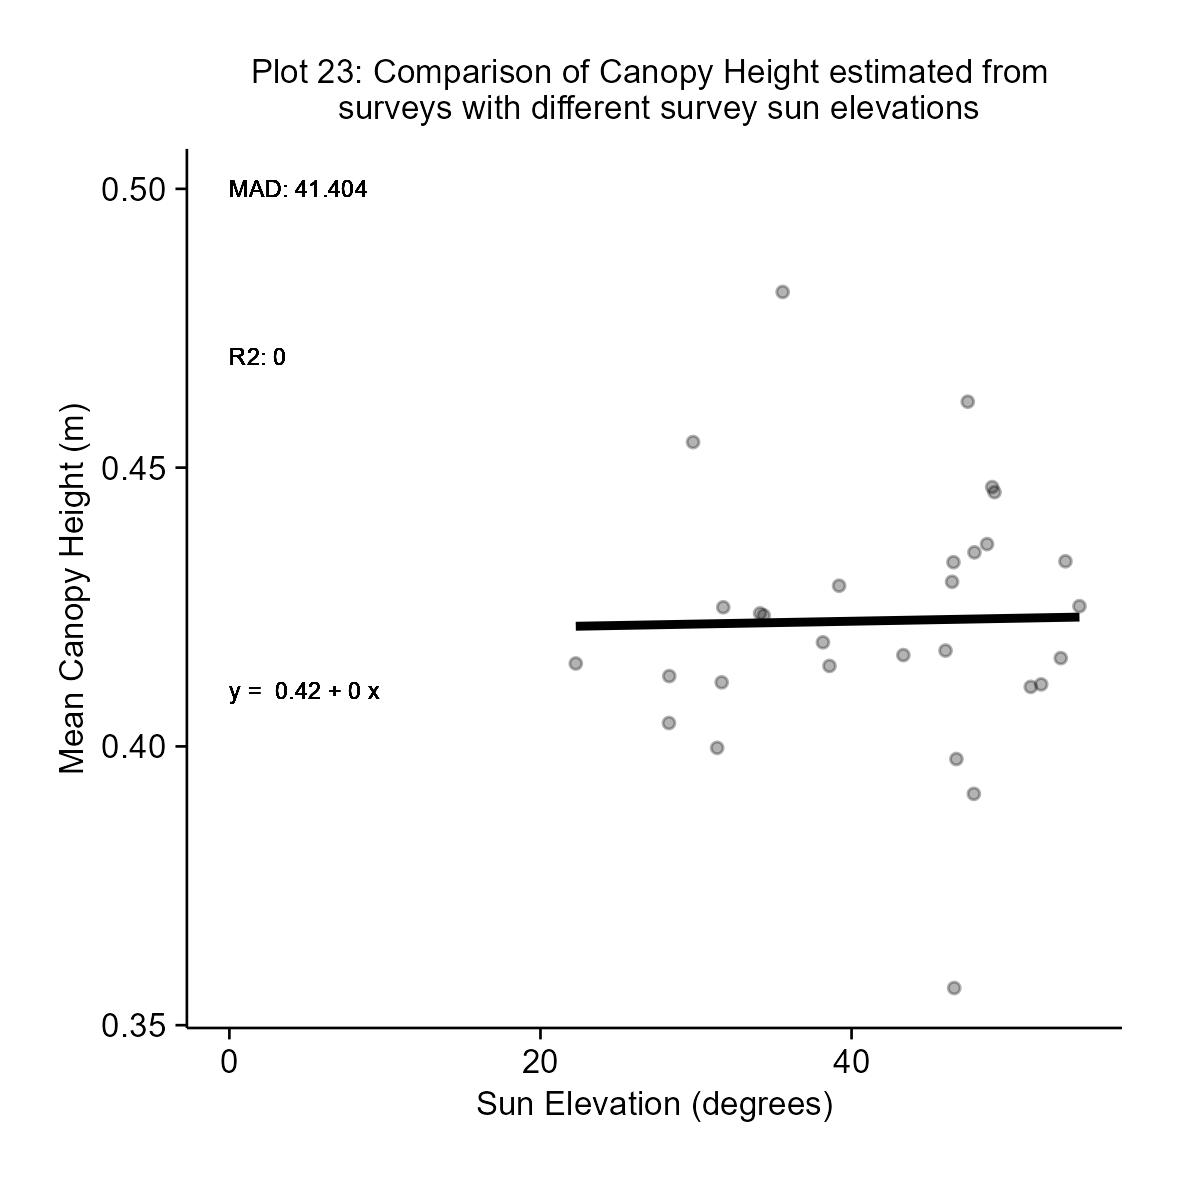 Plot 23: Comparison of Canopy Height estimated from
surveys with different survey sun elevations
0.50
MAD: 41.404
R2: 0
0.45
y =  0.42 + 0 x
0.40
0.35
Mean Canopy Height (m)
0
20
40
Sun Elevation (degrees)